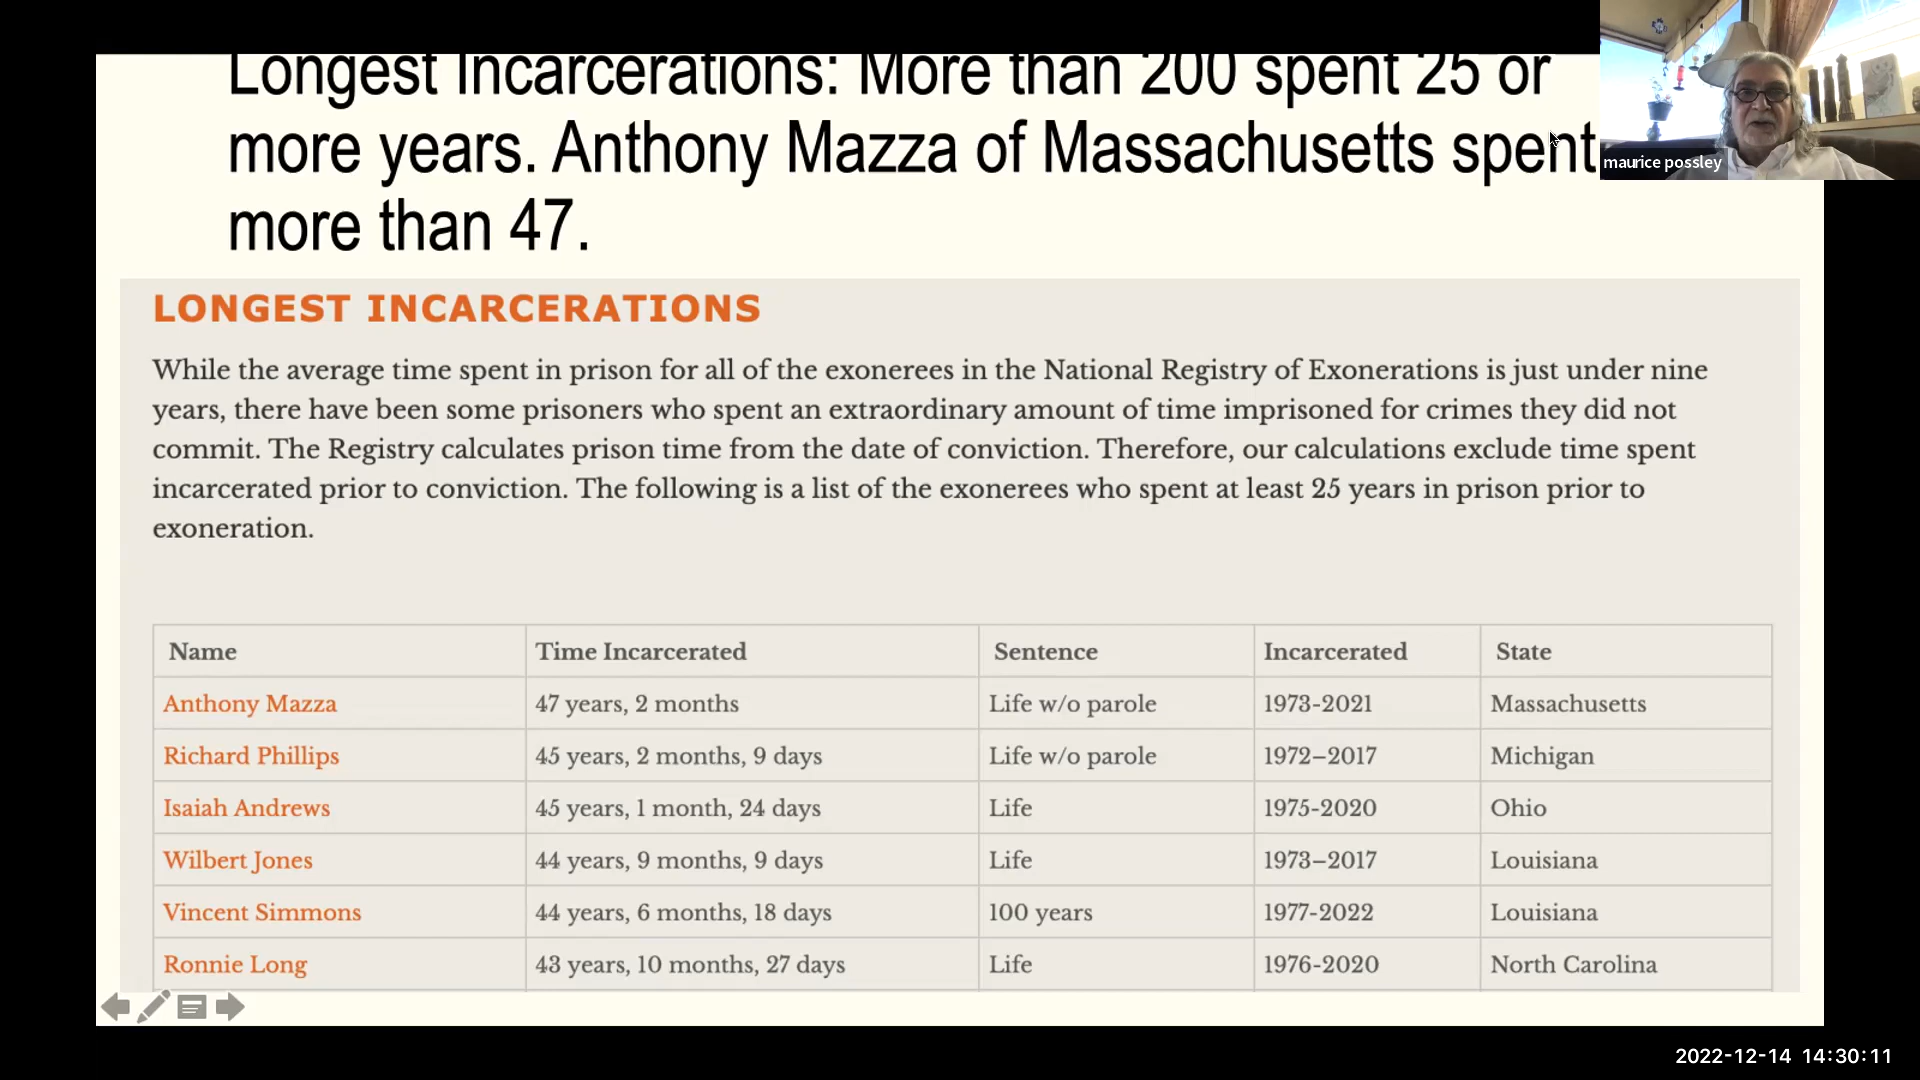 Longest Incarcerations: More than 200 spent 25 or
more years. Anthony Mazza of Massachusetts spent
more than 47.
maurice possley
LONGEST INCARCERATIONS
While the average time spent in prison for all of the exonerees in the National Registry of Exonerations is just under nine
years, there have been some prisoners who spent an extraordinary amount of time imprisoned for crimes they did not
commit. The Registry calculates prison time from the date of conviction. Therefore, our calculations exclude time spent
incarcerated prior to conviction. The following is a list of the exonerees who spent at least 25 years in prison prior to
exoneration.
Name Time Incarcerated Sentence Incarcerated State
Anthony Mazza 47 years, 2 months Life w/o parole 1973-2021 Massachusetts
Richard Phillips 45 years, 2 months, 9 days Life w/o parole 1972–2017 Michigan
Isaiah Andrews 45 years, 1 month, 24 days Life 1975-2020 Ohio
Wilbert Jones 44 years, 9 months, 9 days Life 1973–2017 Louisiana
Vincent Simmons 44 years, 6 months, 18 days 100 years 1977-2022 Louisiana
Ronnie Long 43 years, 10 months, 27 days Life 1976-2020 North Carolina
2022-12-14 14:30:11